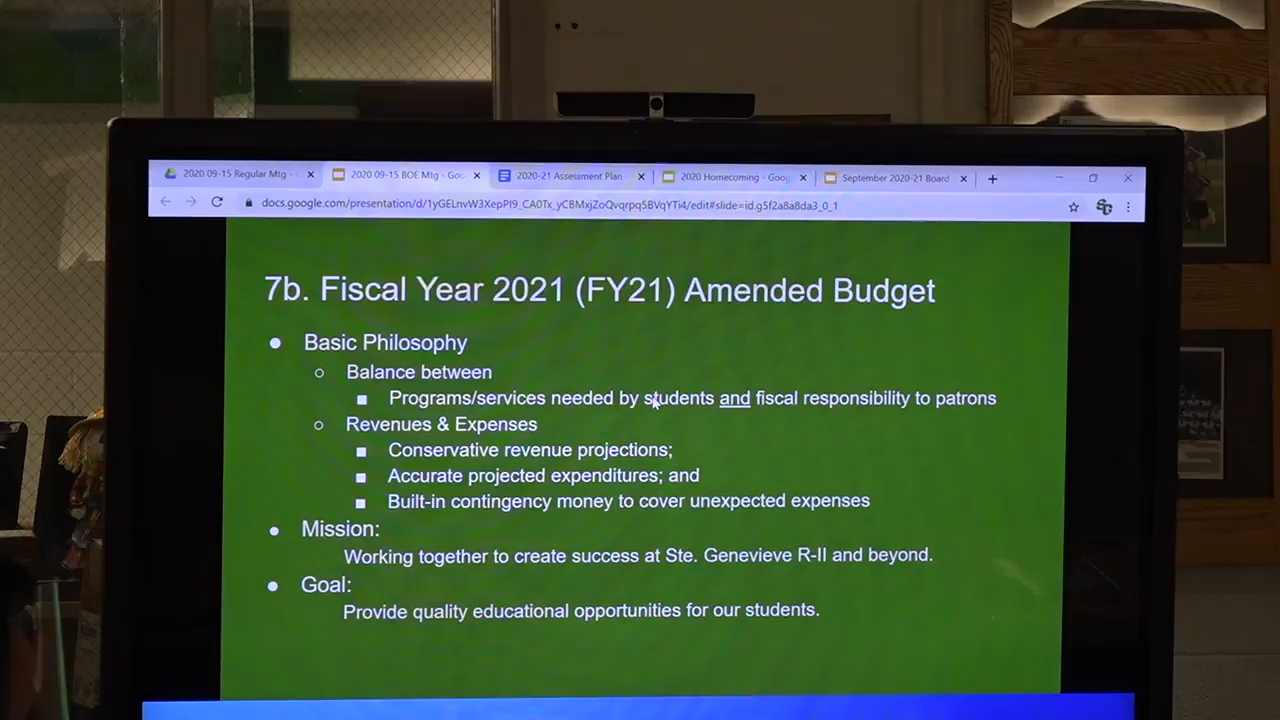 2020 09-15 Regular Mtg -
2020 09-15 BOE Mtg - Goo
2020-21 Assessment Plan
2020 Homecoming - Goog
September 2020-21 Board
docs.google.com/presentation/d/1yGELnvW3XepPI9_CA0Tx_yCBMxjZoQvqrpq5BVqYTi4/edit#slide=id.g5f2a8a8da3_0_1
7b. Fiscal Year 2021 (FY21) Amended Budget
● Basic Philosophy
○ Balance between
■ Programs/services needed by students and fiscal responsibility to patrons
○ Revenues & Expenses
■ Conservative revenue projections;
■ Accurate projected expenditures; and
■ Built-in contingency money to cover unexpected expenses
● Mission:
Working together to create success at Ste. Genevieve R-II and beyond.
● Goal:
Provide quality educational opportunities for our students.